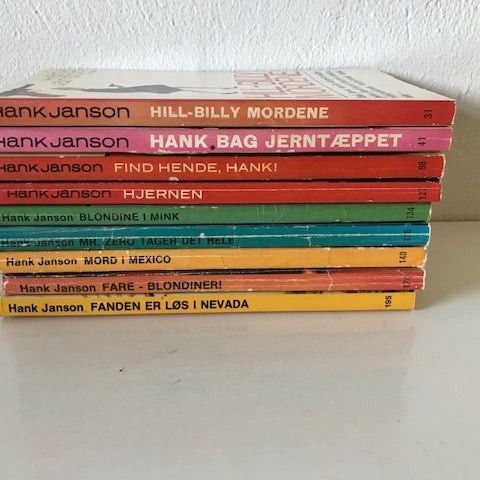 Hank Janson HILL-BILLY MORDENE 31
Hank Janson HANK BAG JERNTÆPPET 41
Hank Janson FIND HENDE, HANK! 98
Hank Janson HJERNEN
Hank Janson BLONDINE I MINK 134
Hank Janson MR. ZERO TAGER DET HELE
Hank Janson MORD I MEXICO 140
Hank Janson FARE - BLONDINER!
Hank Janson FANDEN ER LØS I NEVADA 195